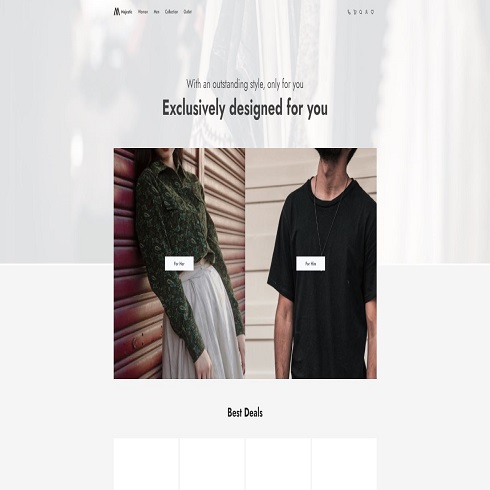 Majestic Women Men Collection Outlet
With an outstanding style, only for you
Exclusively designed for you
For Her
For Him
Best Deals